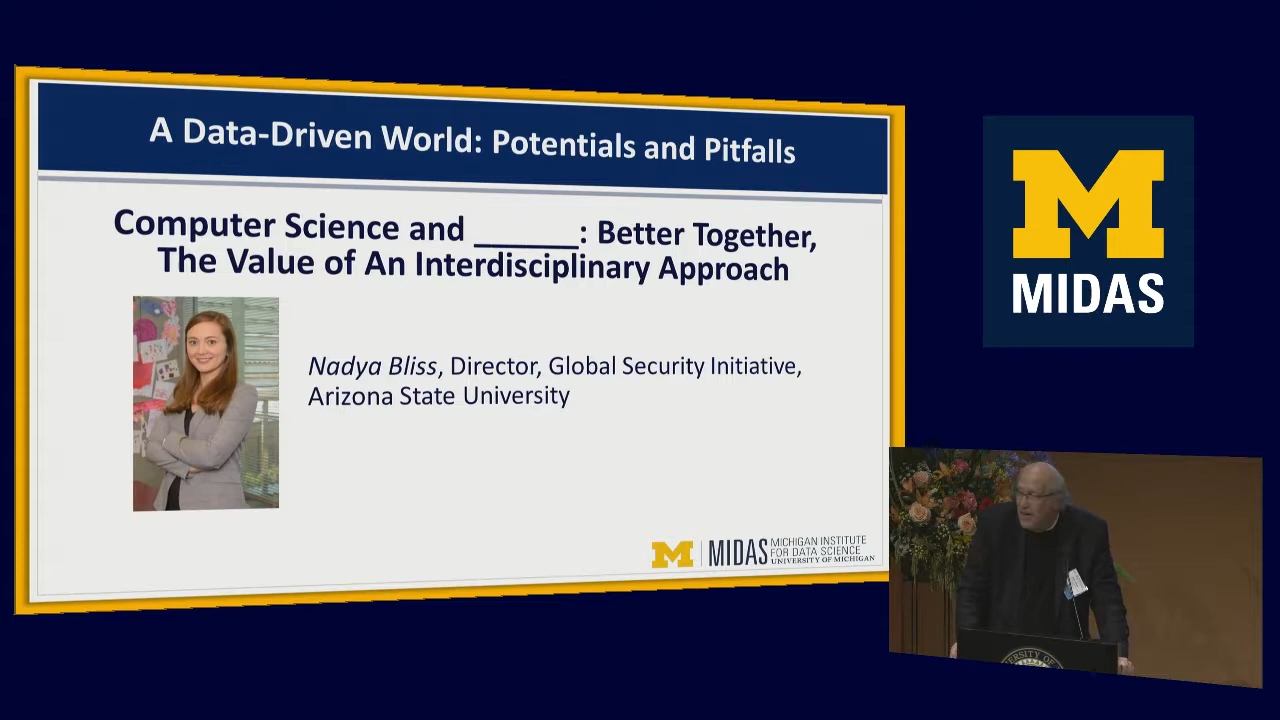 A Data-Driven World: Potentials and Pitfalls
Computer Science and ______: Better Together,
The Value of An Interdisciplinary Approach
Nadya Bliss, Director, Global Security Initiative,
Arizona State University
M
MIDAS
MICHIGAN INSTITUTE
FOR DATA SCIENCE
UNIVERSITY OF MICHIGAN
M
MIDAS